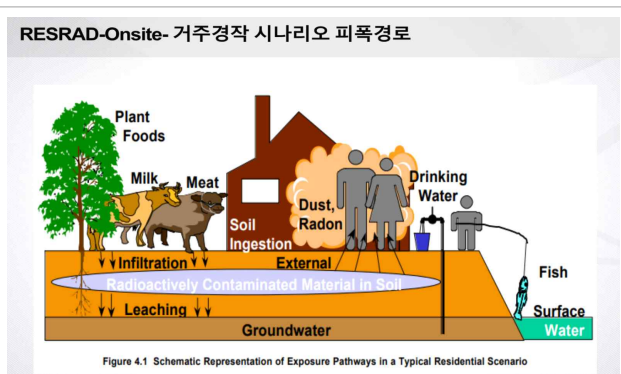 RESRAD-Onsite- 거주경작 시나리오 피폭경로
Plant
Foods
Milk
Meat
Soil
Ingestion
Dust,
Radon
Drinking
Water
Infiltration
External
Fish
Radioactively Contaminated Material in Soil
Leaching
Surface
Water
Groundwater
Figure 4.1 Schematic Representation of Exposure Pathways in a Typical Residential Scenario